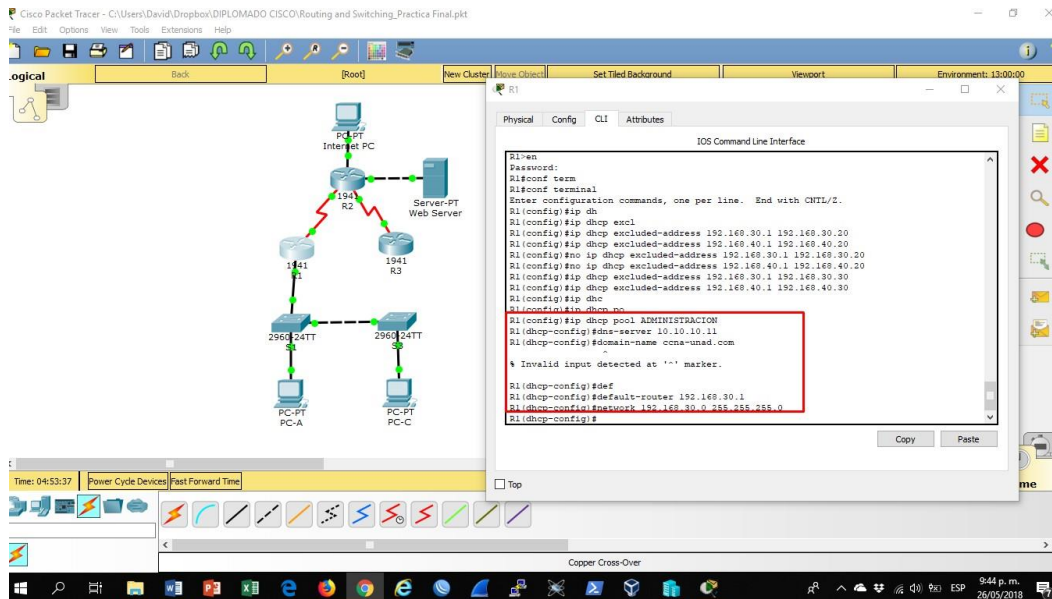 Cisco Packet Tracer - C:\Users\David\Dropbox\DIPLOMADO CISCO\Routing and Switching_Practica Final.pkt
File Edit Options View Tools Extensions Help
Logical Back [Root] New Cluster Move Object Set Tiled Background Viewport Environment: 13:00:00
R1
Physical Config CLI Attributes
IOS Command Line Interface
R1>en
Password:
R1#conf term
R1#conf terminal
Enter configuration commands, one per line. End with CNTL/Z.
R1(config)#ip dh
R1(config)#ip dhcp excl
R1(config)#ip dhcp excluded-address 192.168.30.1 192.168.30.20
R1(config)#ip dhcp excluded-address 192.168.40.1 192.168.40.20
R1(config)#no ip dhcp excluded-address 192.168.30.1 192.168.30.20
R1(config)#no ip dhcp excluded-address 192.168.40.1 192.168.40.20
R1(config)#ip dhcp excluded-address 192.168.30.1 192.168.30.30
R1(config)#ip dhcp excluded-address 192.168.40.1 192.168.40.30
R1(config)#ip dhc
R1(config)#ip dhcp po
R1(config)#ip dhcp pool ADMINISTRACION
R1(dhcp-config)#dns-server 10.10.10.11
R1(dhcp-config)#domain-name ccna-unad.com
^
% Invalid input detected at '^' marker.
R1(dhcp-config)#def
R1(dhcp-config)#default-router 192.168.30.1
R1(dhcp-config)#network 192.168.30.0 255.255.255.0
R1(dhcp-config)#
Copy Paste
Top
PC-PT
Internet PC
1941
R2
Server-PT
Web Server
1941
R1
1941
R3
2960-24TT
S1
2960-24TT
S3
PC-PT
PC-A
PC-PT
PC-C
Time: 04:53:37 Power Cycle Devices Fast Forward Time
me
Copper Cross-Over
ESP
9:44 p. m.
26/05/2018